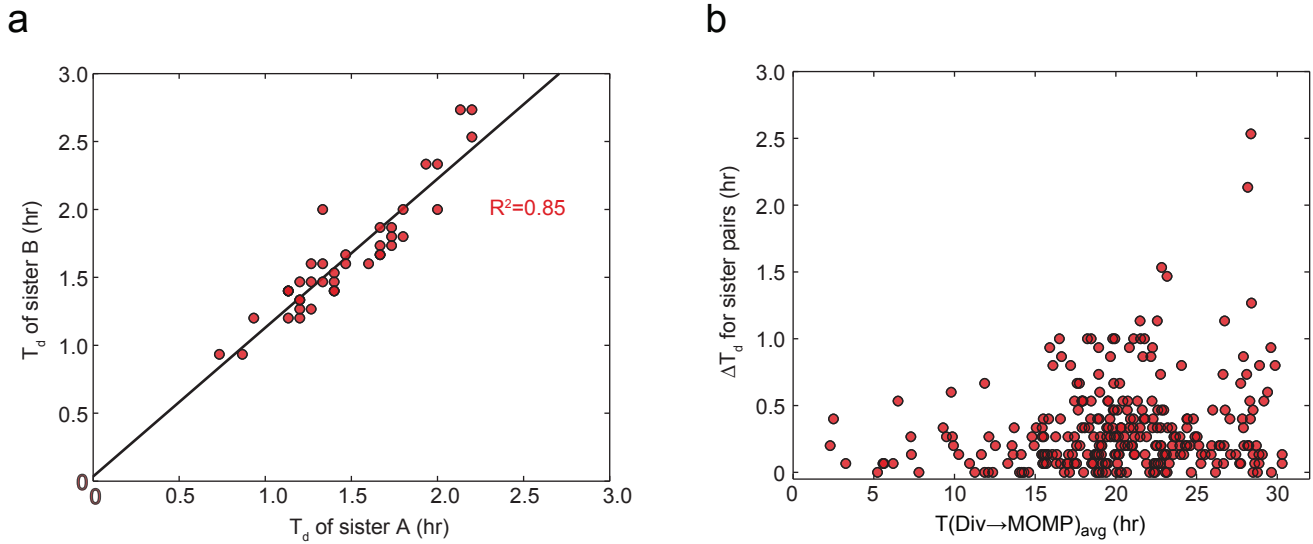 a
b
3.0
2.5
2.0
1.5
1.0
0.5
0
T_d of sister B (hr)
R²=0.85
0 0.5 1.0 1.5 2.0 2.5 3.0
T_d of sister A (hr)
3.0
2.5
2.0
1.5
1.0
0.5
0
ΔT_d for sister pairs (hr)
0 5 10 15 20 25 30
T(Div→MOMP)avg (hr)